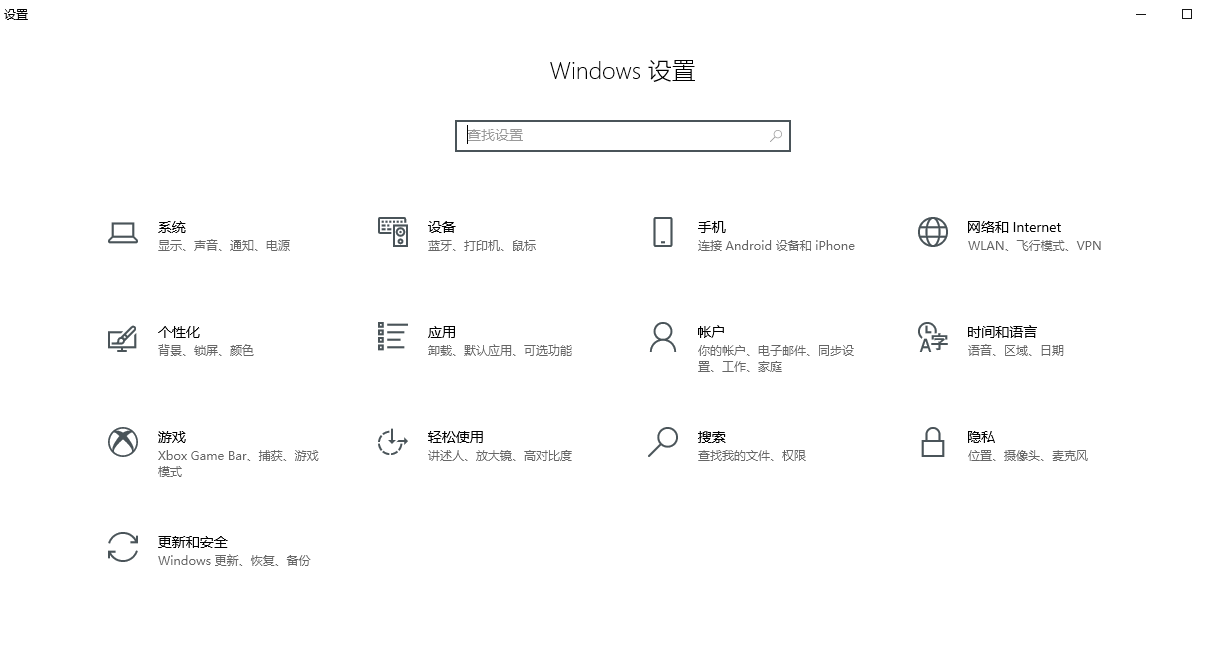 设置
Windows 设置
查找设置
系统
显示、声音、通知、电源
设备
蓝牙、打印机、鼠标
手机
连接 Android 设备和 iPhone
网络和 Internet
WLAN、飞行模式、VPN
个性化
背景、锁屏、颜色
应用
卸载、默认应用、可选功能
帐户
你的帐户、电子邮件、同步设
置、工作、家庭
时间和语言
语音、区域、日期
游戏
Xbox Game Bar、捕获、游戏
模式
轻松使用
讲述人、放大镜、高对比度
搜索
查找我的文件、权限
隐私
位置、摄像头、麦克风
更新和安全
Windows 更新、恢复、备份